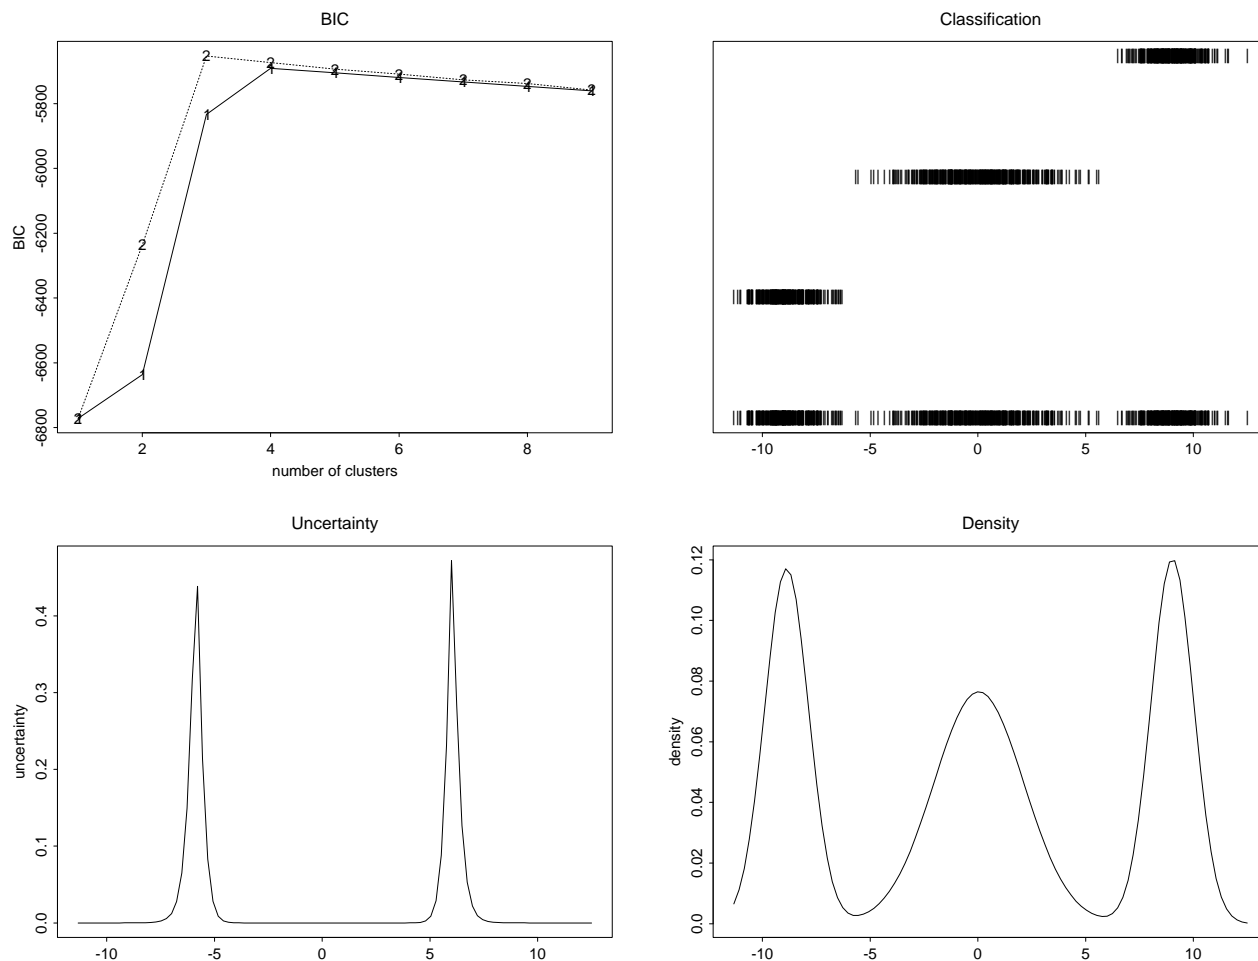 BIC
BIC
-6800 -6600 -6400 -6200 -6000 -5800
2 4 6 8
number of clusters
1 1 1 1 1 1 1 1 1
2 2 2 2 2 2 2 2 2
Classification
-10 -5 0 5 10
Uncertainty
uncertainty
0.0 0.1 0.2 0.3 0.4
-10 -5 0 5 10
Density
density
0.0 0.02 0.04 0.06 0.08 0.10 0.12
-10 -5 0 5 10